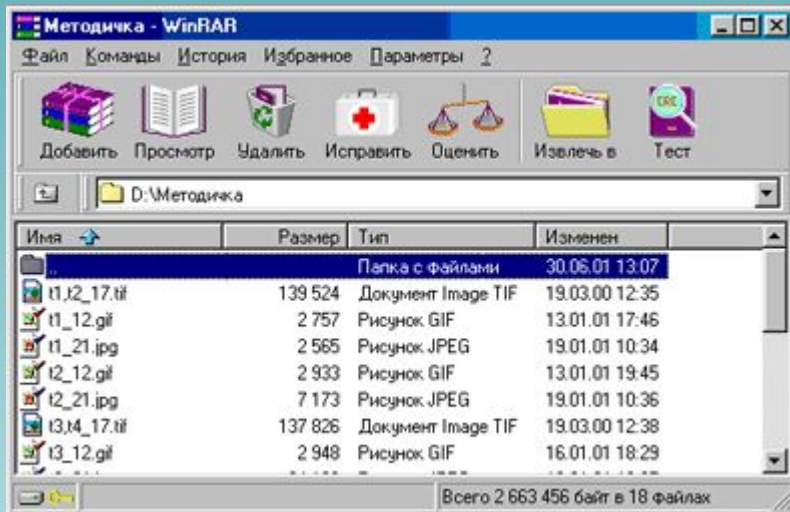 Методичка - WinRAR
Файл Команды История Избранное Параметры ?
Добавить Просмотр Удалить Исправить Оценить Извлечь в Тест
D:\Методичка
Имя Размер Тип Изменен
.. Папка с файлами 30.06.01 13:07
t1,t2_17.tif 139 524 Документ Image TIF 19.03.00 12:35
t1_12.gif 2 757 Рисунок GIF 13.01.01 17:46
t1_21.jpg 2 565 Рисунок JPEG 19.01.01 10:34
t2_12.gif 2 933 Рисунок GIF 13.01.01 19:45
t2_21.jpg 7 173 Рисунок JPEG 19.01.01 10:36
t3,t4_17.tif 137 826 Документ Image TIF 19.03.00 12:38
t3_12.gif 2 948 Рисунок GIF 16.01.01 18:29
Всего 2 663 456 байт в 18 файлах